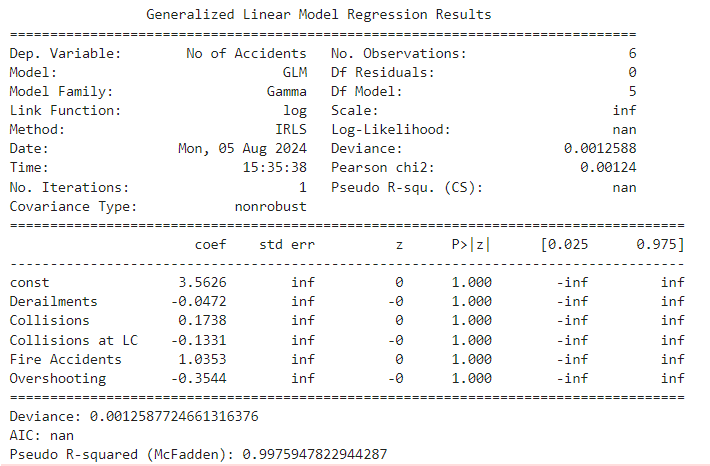 Generalized Linear Model Regression Results
==============================================================================
Dep. Variable: No of Accidents No. Observations: 6
Model: GLM Df Residuals: 0
Model Family: Gamma Df Model: 5
Link Function: log Scale: inf
Method: IRLS Log-Likelihood: nan
Date: Mon, 05 Aug 2024 Deviance: 0.0012588
Time: 15:35:38 Pearson chi2: 0.00124
No. Iterations: 1 Pseudo R-squ. (CS): nan
Covariance Type: nonrobust
====================================================================================
coef std err z P>|z| [0.025 0.975]
------------------------------------------------------------------------------------
const 3.5626 inf 0 1.000 -inf inf
Derailments -0.0472 inf -0 1.000 -inf inf
Collisions 0.1738 inf 0 1.000 -inf inf
Collisions at LC -0.1331 inf -0 1.000 -inf inf
Fire Accidents 1.0353 inf 0 1.000 -inf inf
Overshooting -0.3544 inf -0 1.000 -inf inf
====================================================================================
Deviance: 0.0012587724661316376
AIC: nan
Pseudo R-squared (McFadden): 0.9975947822944287